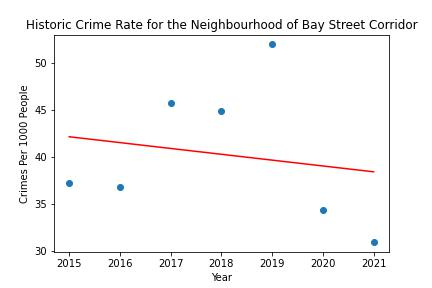 Historic Crime Rate for the Neighbourhood of Bay Street Corridor
50
45
40
35
30
Crimes Per 1000 People
2015 2016 2017 2018 2019 2020 2021
Year